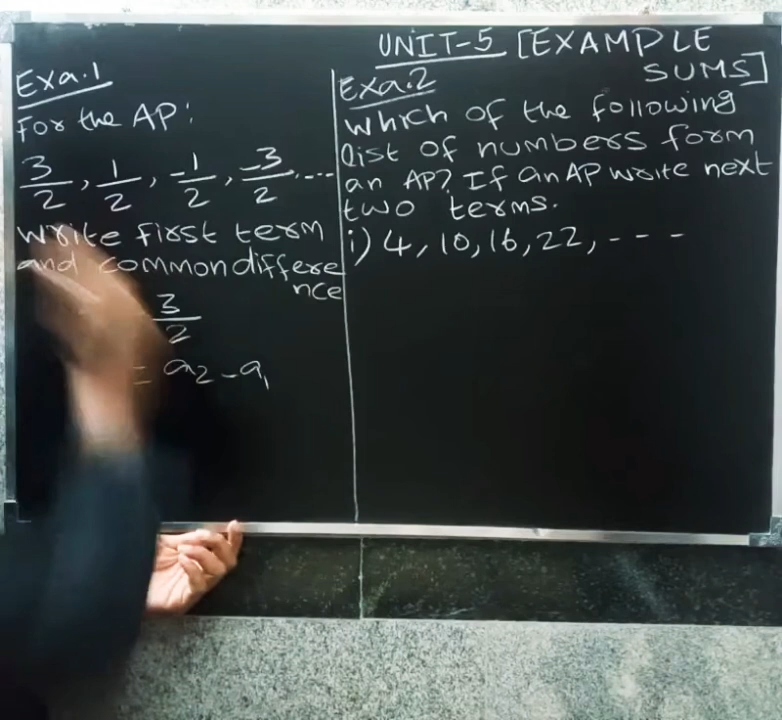 UNIT-5 [EXAMPLE
SUMS]
Exa.1
For the AP:
3/2, 1/2, -1/2, -3/2, ....
write first term
and common differe
nce
3/2
= a₂ - a₁
Exa.2
which of the following
list of numbers form
an AP? If an AP write next
two terms.
i) 4, 10, 16, 22, - - - -